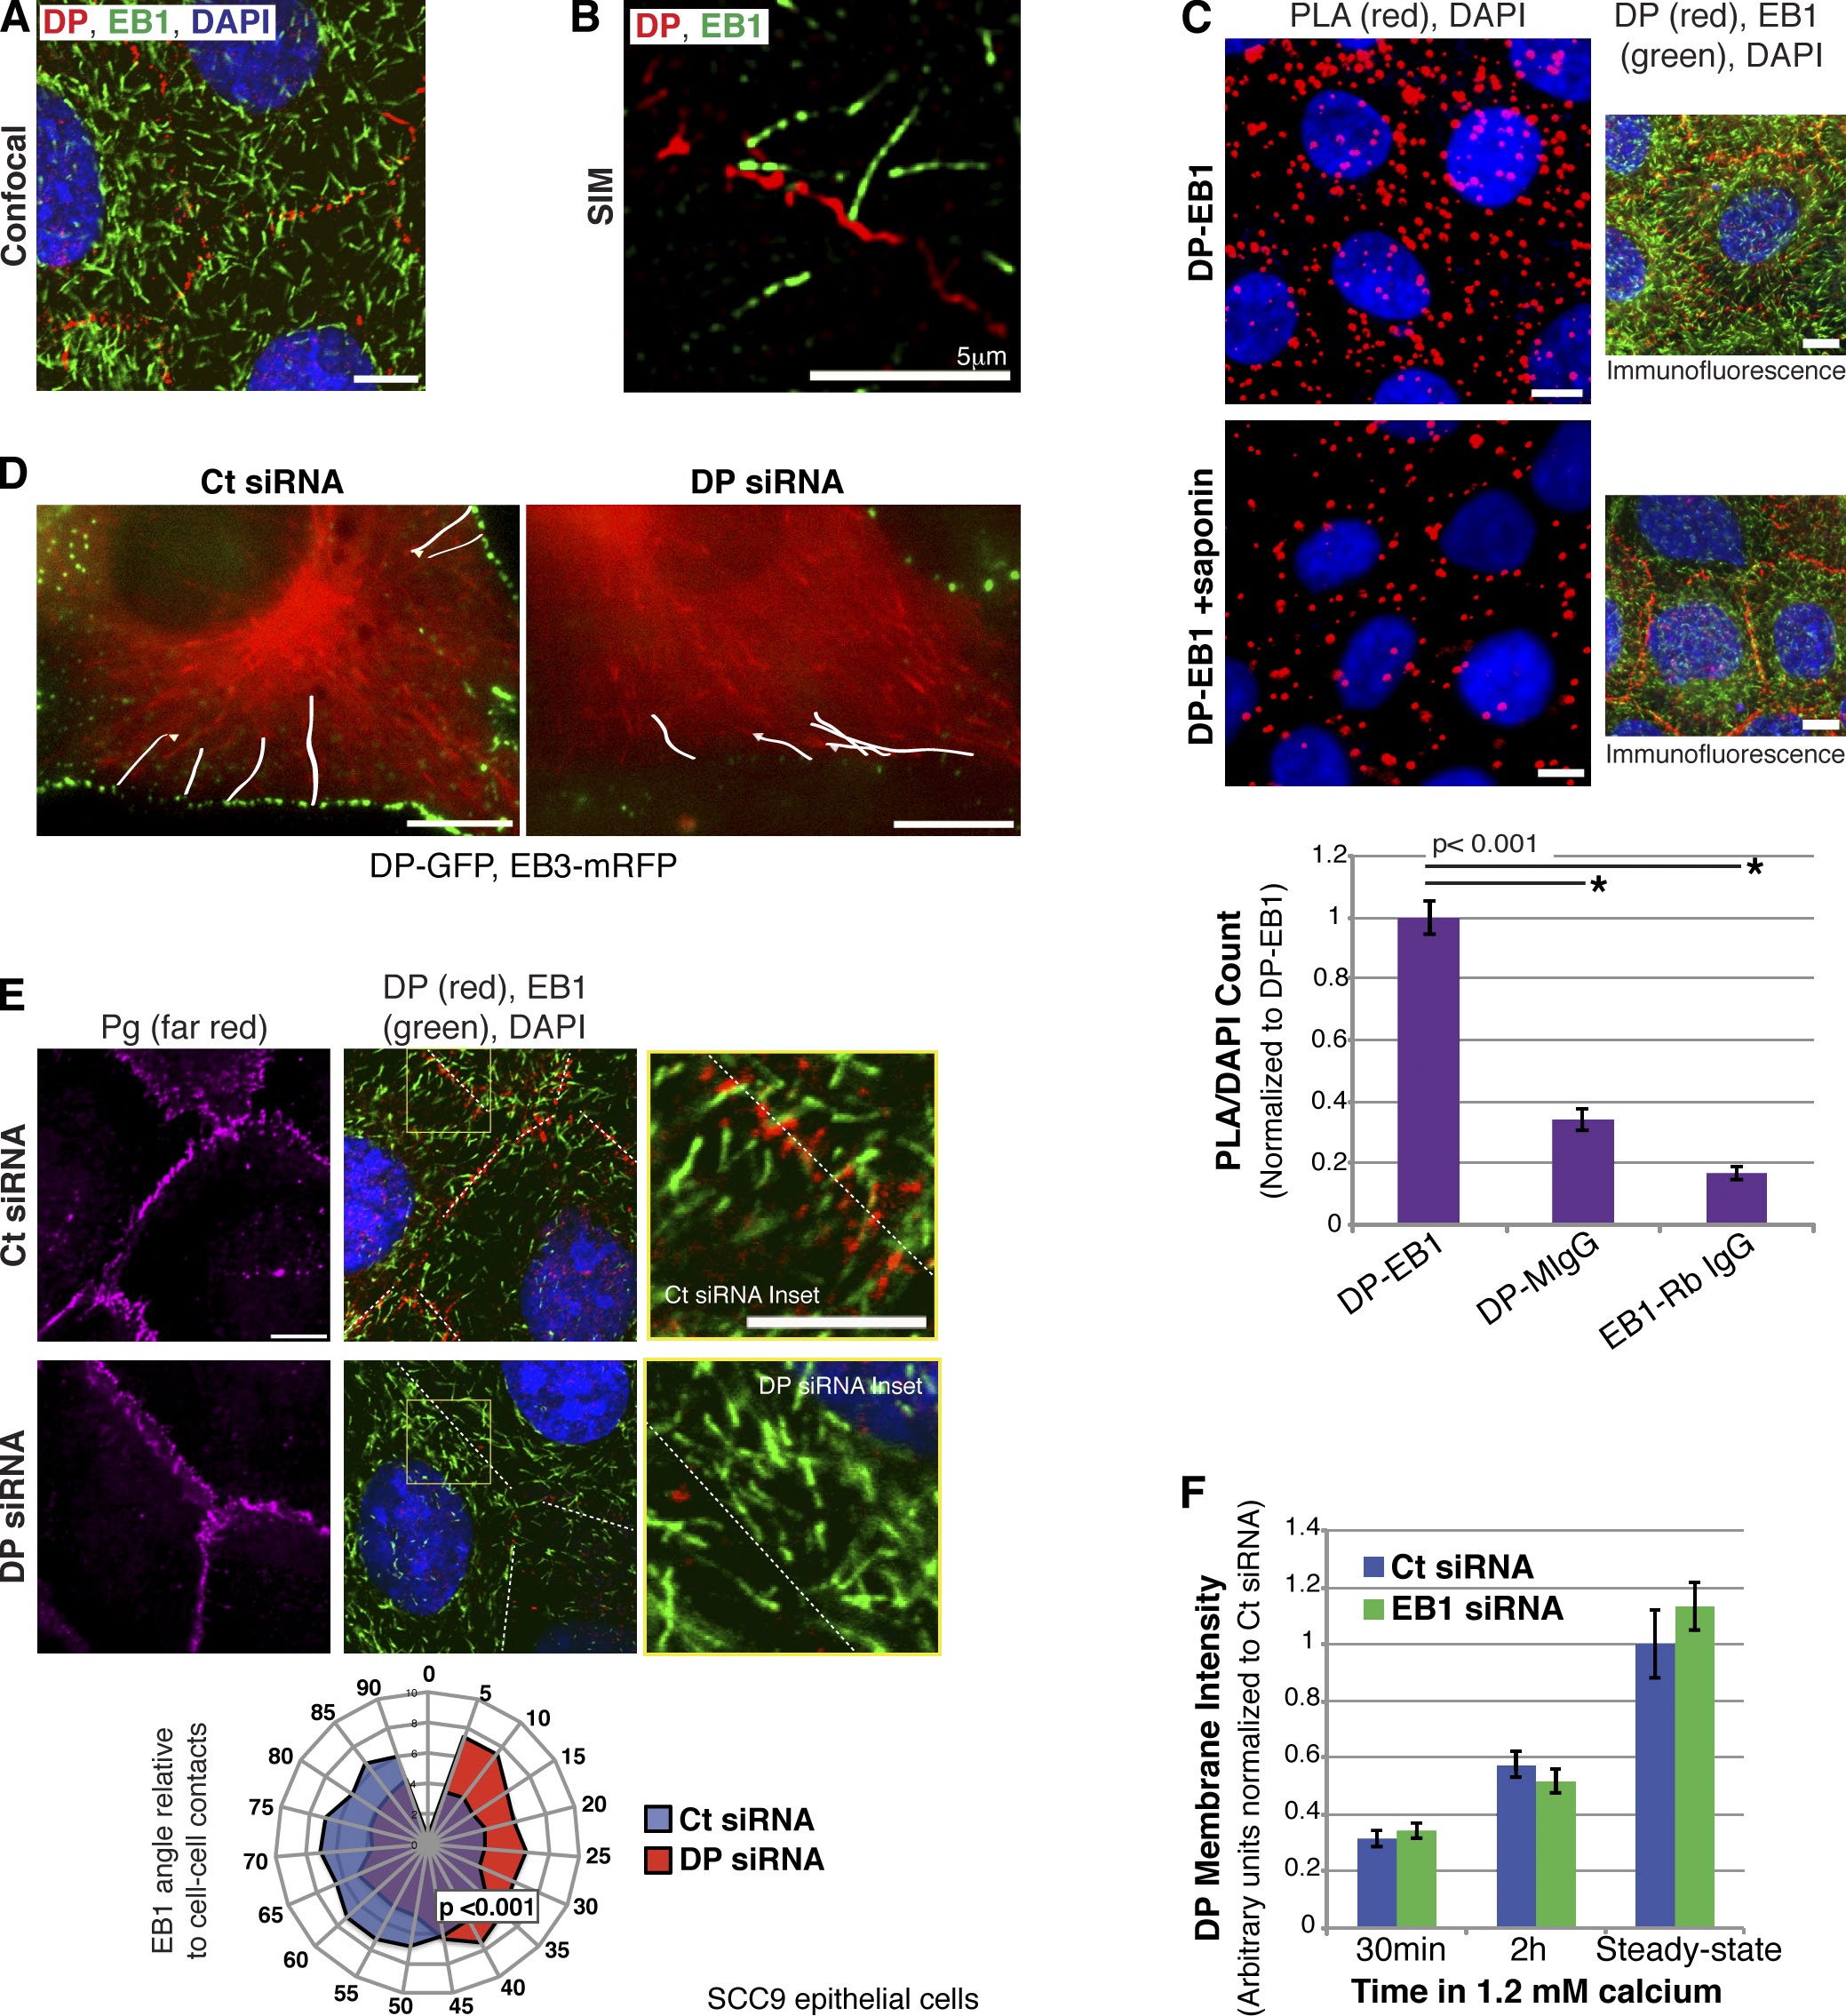 A
DP, EB1, DAPI
Confocal
B
DP, EB1
SIM
5µm
C
PLA (red), DAPI
DP (red), EB1
(green), DAPI
DP-EB1
Immunofluorescence
DP-EB1 +saponin
Immunofluorescence
p< 0.001
*
*
1.2
1
0.8
0.6
0.4
0.2
0
PLA/DAPI Count
(Normalized to DP-EB1)
DP-EB1
DP-MIgG
EB1-Rb IgG
D
Ct siRNA
DP siRNA
DP-GFP, EB3-mRFP
E
Pg (far red)
DP (red), EB1
(green), DAPI
Ct siRNA
Ct siRNA Inset
DP siRNA
DP siRNA Inset
EB1 angle relative
to cell-cell contacts
0
5
10
15
20
25
30
35
40
45
50
55
60
65
70
75
80
85
90
10
8
6
4
2
0
p <0.001
Ct siRNA
DP siRNA
SCC9 epithelial cells
F
DP Membrane Intensity
(Arbitrary units normalized to Ct siRNA)
1.4
1.2
1
0.8
0.6
0.4
0.2
0
Ct siRNA
EB1 siRNA
30min
2h
Steady-state
Time in 1.2 mM calcium